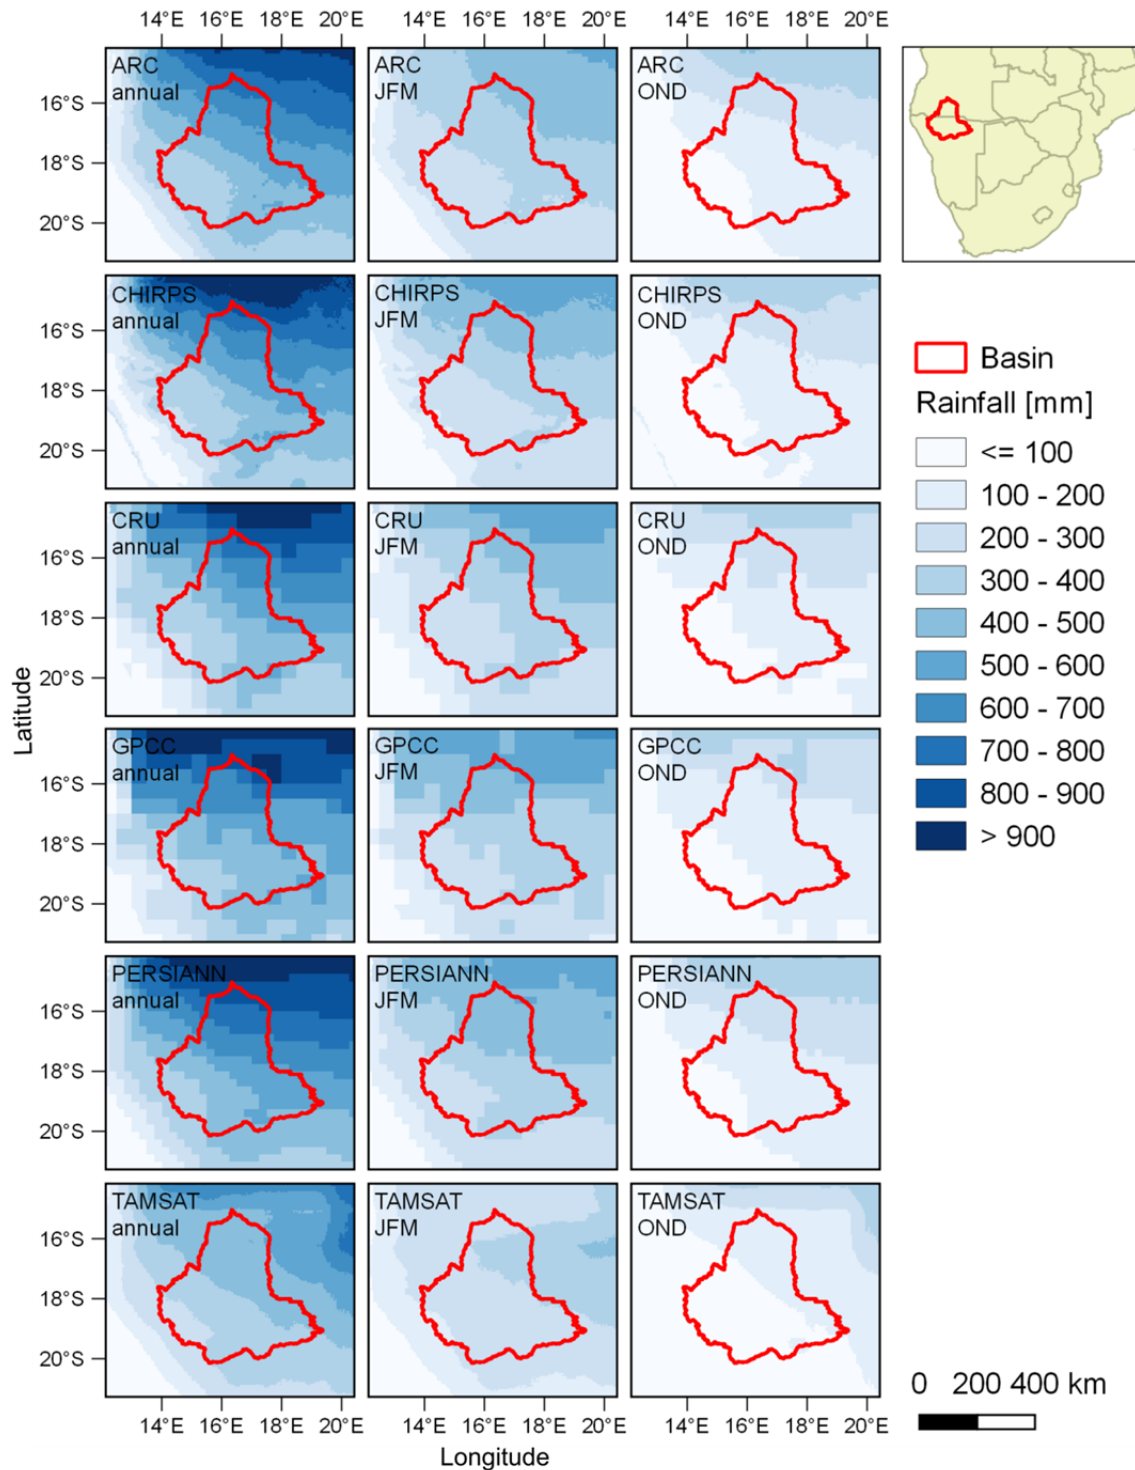 14°E 16°E 18°E 20°E 14°E 16°E 18°E 20°E 14°E 16°E 18°E 20°E
ARC
annual
ARC
JFM
ARC
OND
16°S
18°S
20°S
CHIRPS
annual
CHIRPS
JFM
CHIRPS
OND
16°S
18°S
20°S
CRU
annual
CRU
JFM
CRU
OND
16°S
18°S
20°S
GPCC
annual
GPCC
JFM
GPCC
OND
16°S
18°S
20°S
PERSIANN
annual
PERSIANN
JFM
PERSIANN
OND
16°S
18°S
20°S
TAMSAT
annual
TAMSAT
JFM
TAMSAT
OND
16°S
18°S
20°S
14°E 16°E 18°E 20°E 14°E 16°E 18°E 20°E 14°E 16°E 18°E 20°E
Longitude
Latitude
Basin
Rainfall [mm]
<= 100
100 - 200
200 - 300
300 - 400
400 - 500
500 - 600
600 - 700
700 - 800
800 - 900
> 900
0 200 400 km